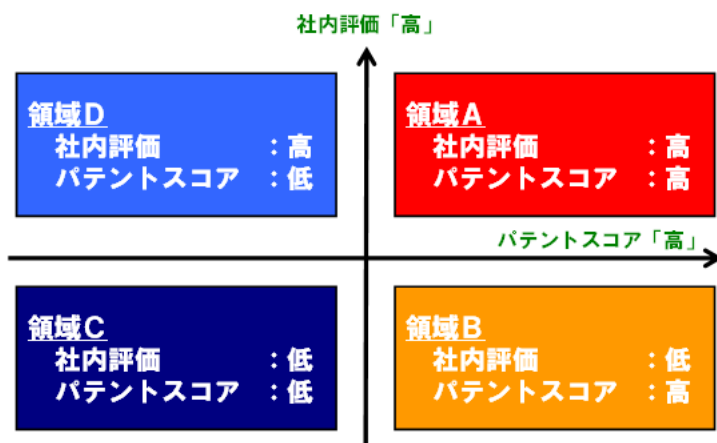 社内評価「高」
領域D
社内評価 :高
パテントスコア :低
領域A
社内評価 :高
パテントスコア :高
パテントスコア「高」
領域C
社内評価 :低
パテントスコア :低
領域B
社内評価 :低
パテントスコア :高